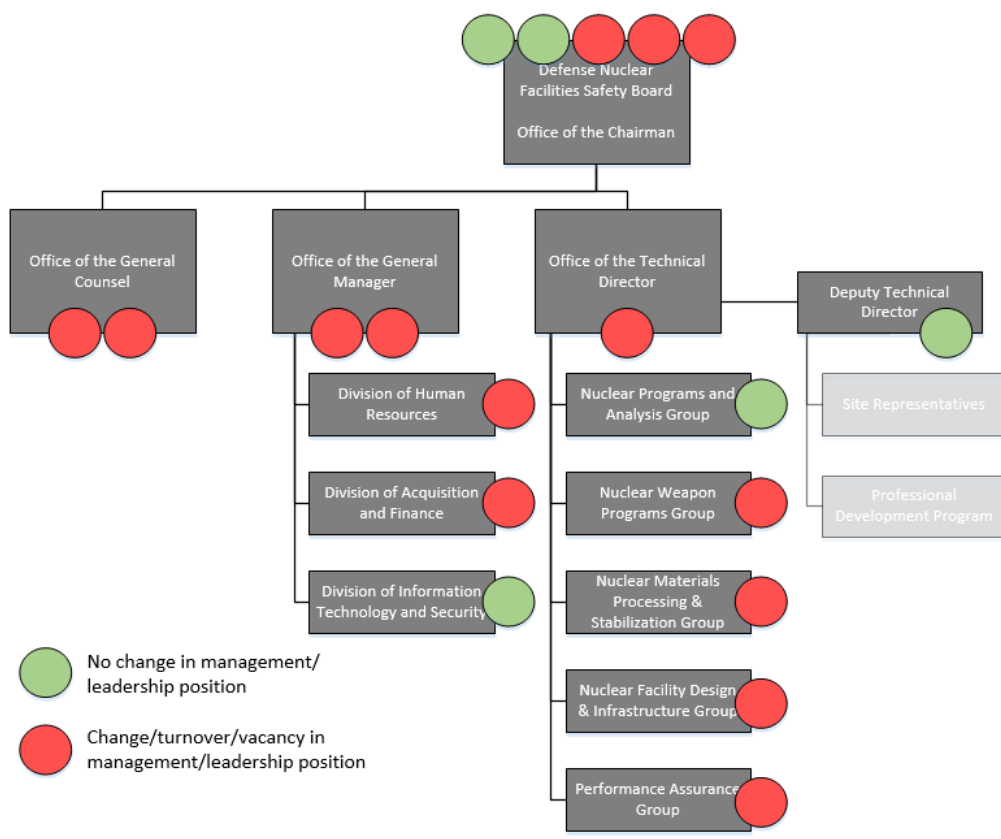 Defense Nuclear
Facilities Safety Board
Office of the Chairman
Office of the General
Counsel
Office of the General
Manager
Office of the Technical
Director
Deputy Technical
Director
Division of Human
Resources
Division of Acquisition
and Finance
Division of Information
Technology and Security
Nuclear Programs and
Analysis Group
Nuclear Weapon
Programs Group
Nuclear Materials
Processing &
Stabilization Group
Nuclear Facility Design
& Infrastructure Group
Performance Assurance
Group
Site Representatives
Professional
Development Program
No change in management/
leadership position
Change/turnover/vacancy in
management/leadership position